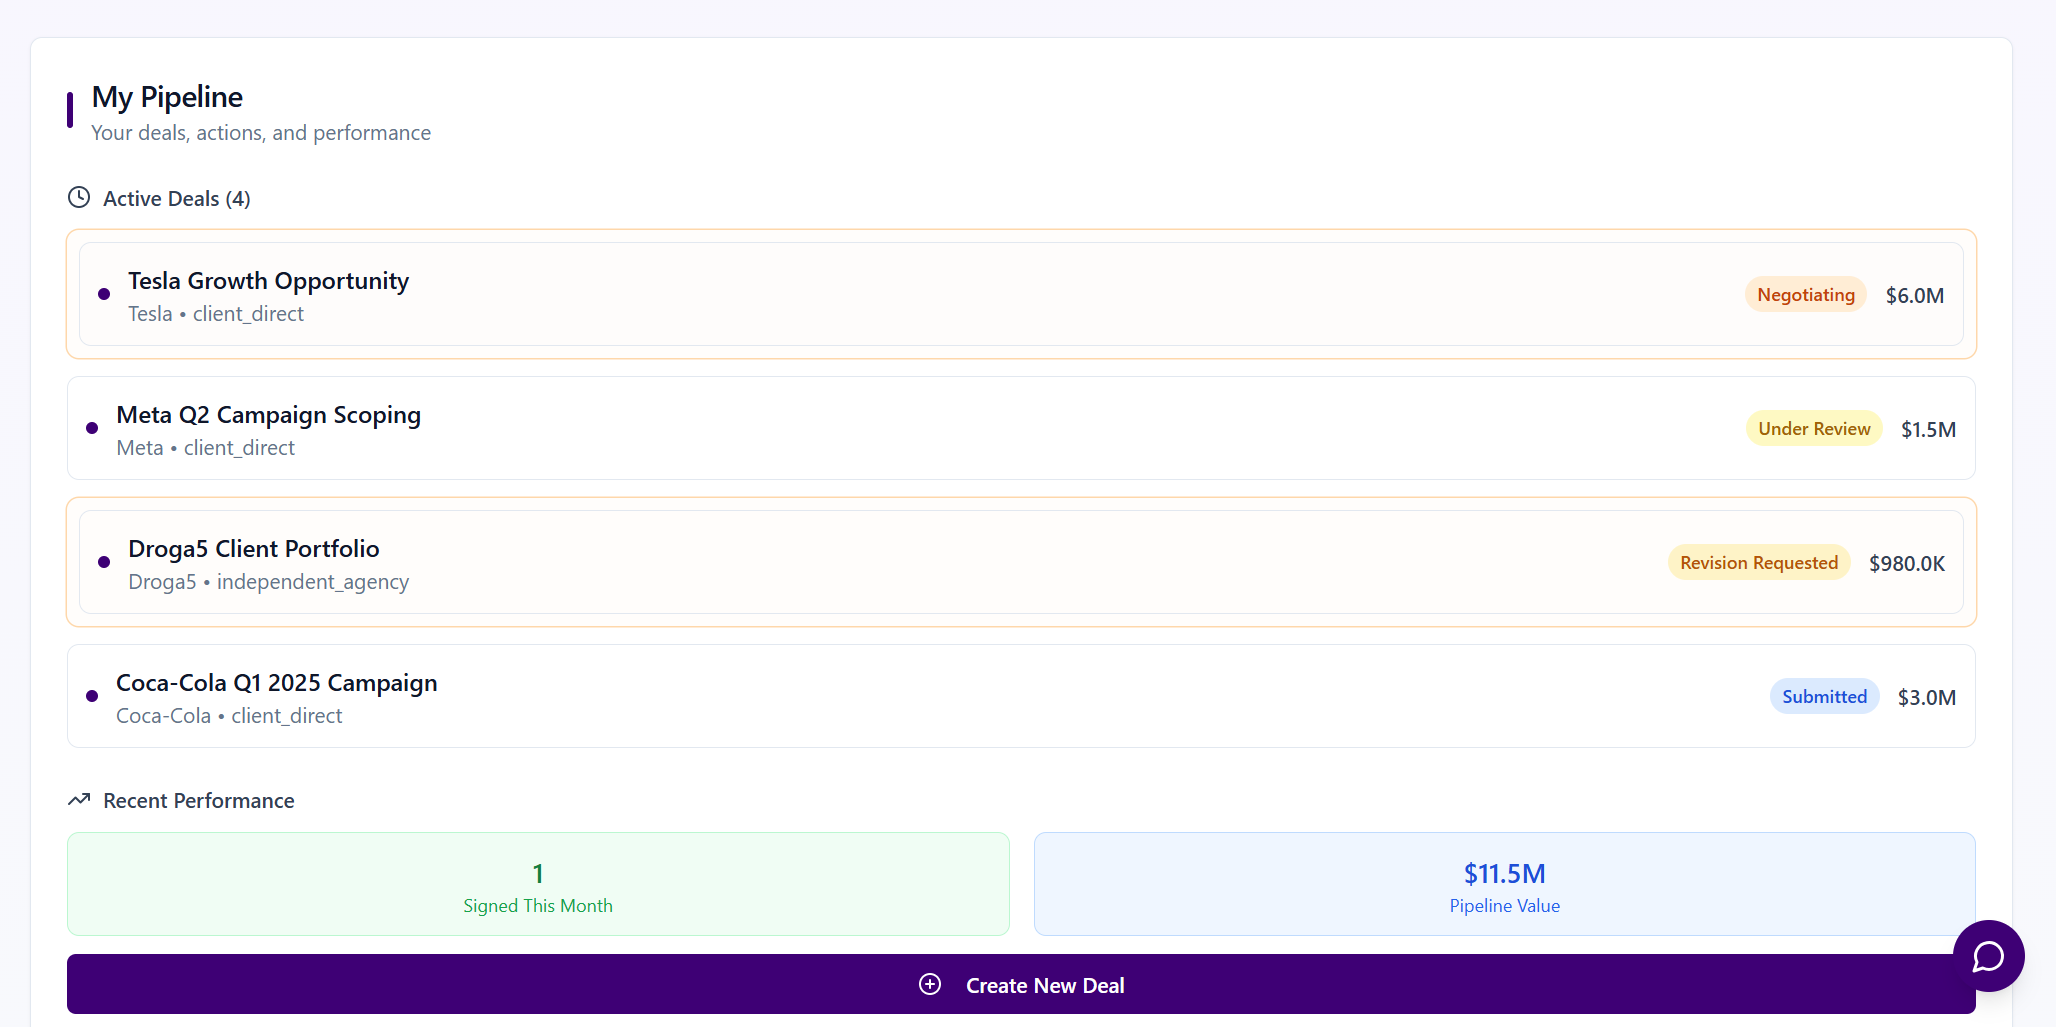 My Pipeline
Your deals, actions, and performance
Active Deals (4)
Tesla Growth Opportunity
Tesla • client_direct
Negotiating
$6.0M
Meta Q2 Campaign Scoping
Meta • client_direct
Under Review
$1.5M
Droga5 Client Portfolio
Droga5 • independent_agency
Revision Requested
$980.0K
Coca-Cola Q1 2025 Campaign
Coca-Cola • client_direct
Submitted
$3.0M
Recent Performance
1
Signed This Month
$11.5M
Pipeline Value
Create New Deal